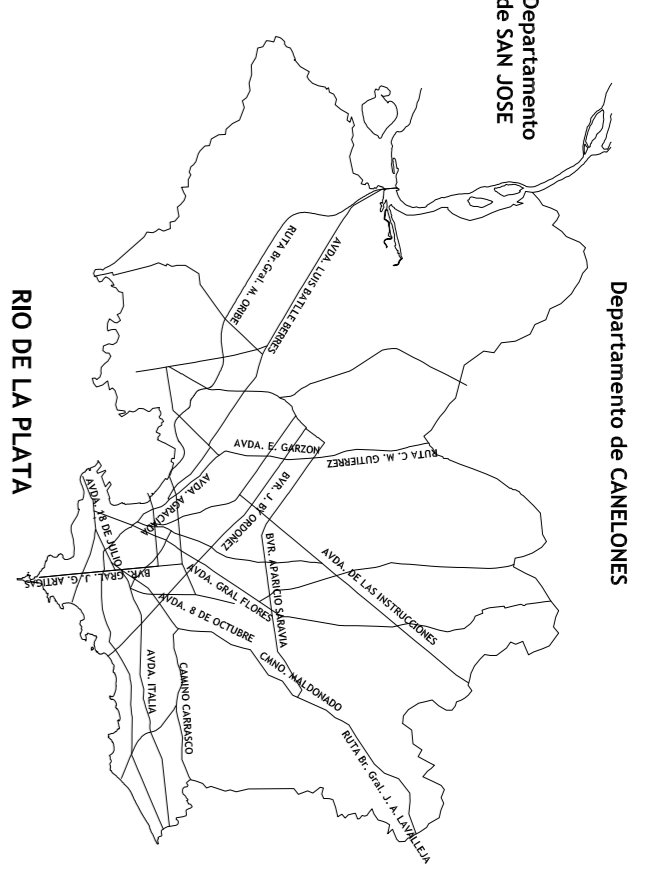 Departamento
de SAN JOSE
Departamento de CANELONES
RUTA Br. Gral. M. ORIBE
AVDA. LUIS BATLLE BERRES
AVDA. E. GARZON
RUTA C. M. GUTIERREZ
AVDA. AGRACIADA
BVR. J. BY ORDOÑEZ
AVDA. DE LAS INSTRUCCIONES
BVR. APARICIO SARAVIA
AVDA. GRAL FLORES
AVDA. 18 DE JULIO
BVR. GRAL. J. G. ARTIGAS
AVDA. 8 DE OCTUBRE
CMNO. MALDONADO
AVDA. ITALIA
CAMINO CARRASCO
RUTA Br. Gral. J. A. LAVALLEJA
RIO DE LA PLATA